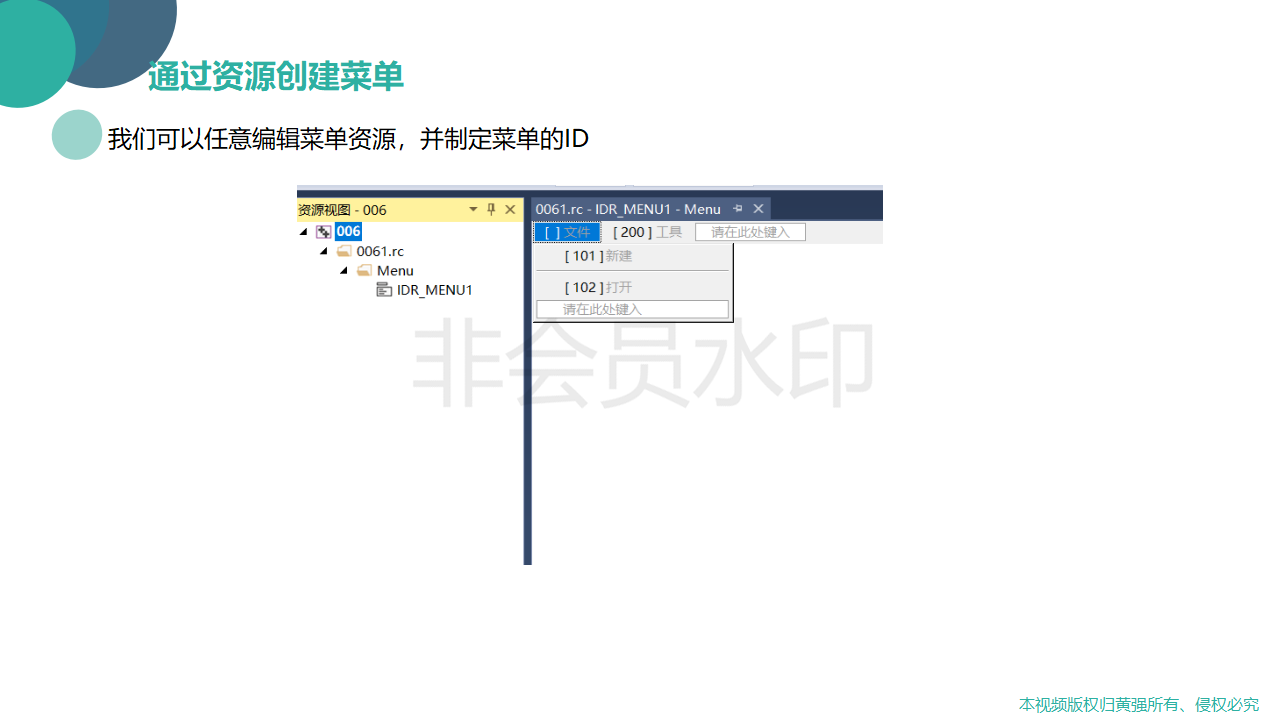 通过资源创建菜单
我们可以任意编辑菜单资源，并制定菜单的ID
资源视图 - 006
0061.rc - IDR_MENU1 - Menu
006
[ ] 文件 [ 200 ] 工具 请在此处键入
0061.rc
[ 101 ] 新建
Menu
[ 102 ] 打开
IDR_MENU1
请在此处键入
非会员水印
本视频版权归黄强所有、侵权必究